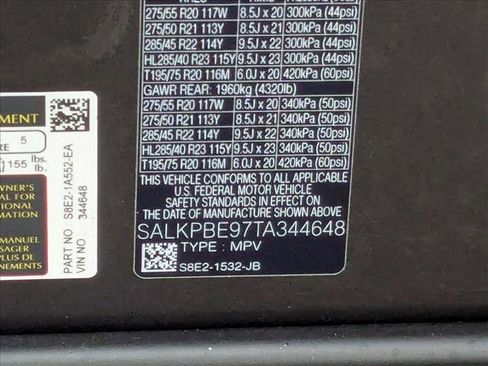 275/55 R20 117W 8.5J x 20 300kPa (44psi)
275/50 R21 113Y 8.5J x 21 300kPa (44psi)
285/45 R22 114Y 9.5J x 22 300kPa (44psi)
HL285/40 R23 115Y 9.5J x 23 300kPa (44psi)
T195/75 R20 116M 6.0J x 20 420kPa (60psi)
GAWR REAR: 1960kg (4320lb)
275/55 R20 117W 8.5J x 20 340kPa (50psi)
275/50 R21 113Y 8.5J x 21 340kPa (50psi)
285/45 R22 114Y 9.5J x 22 340kPa (50psi)
HL285/40 R23 115Y 9.5J x 23 340kPa (50psi)
T195/75 R20 116M 6.0J x 20 420kPa (60psi)
THIS VEHICLE CONFORMS TO ALL APPLICABLE
U.S. FEDERAL MOTOR VEHICLE
SAFETY STANDARDS IN EFFECT ON
THE DATE OF MANUFACTURE SHOWN ABOVE
SALKPBE97TA344648
TYPE: MPV
S8E2-1532-JB
EMENT
RE 5
155 lbs.
lb.
WNER'S
AL FOR
TIONAL
RMATION
MANUEL
SAGER
PLUS DE
NEMENTS
PART NO. S8E2-1A552-EA
VIN NO 344648